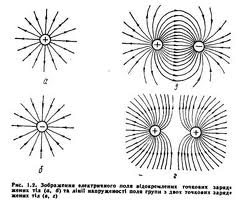 а
в
б
г
Рис. 1.2. Зображення електричного поля відокремлених точкових заряд-
жених тіл (а, б) та лінії напруженості поля групи з двох точкових заряд-
жених тіл (в, г)